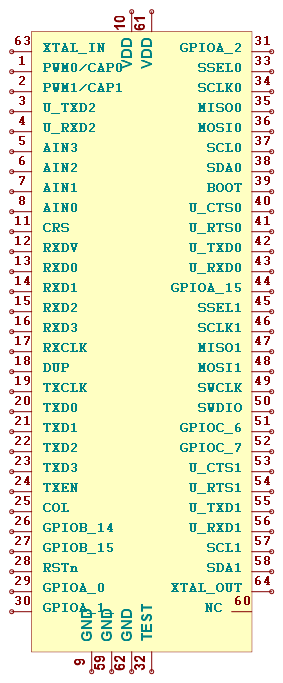 10 61
VDD VDD
63 XTAL_IN GPIOA_2 31
1 PWM0/CAP0 SSEL0 33
2 PWM1/CAP1 SCLK0 34
3 U_TXD2 MISO0 35
4 U_RXD2 MOSI0 36
5 AIN3 SCL0 37
6 AIN2 SDA0 38
7 AIN1 BOOT 39
8 AIN0 U_CTS0 40
11 CRS U_RTS0 41
12 RXDV U_TXD0 42
13 RXD0 U_RXD0 43
14 RXD1 GPIOA_15 44
15 RXD2 SSEL1 45
16 RXD3 SCLK1 46
17 RXCLK MISO1 47
18 DUP MOSI1 48
19 TXCLK SWCLK 49
20 TXD0 SWDIO 50
21 TXD1 GPIOC_6 51
22 TXD2 GPIOC_7 52
23 TXD3 U_CTS1 53
24 TXEN U_RTS1 54
25 COL U_TXD1 55
26 GPIOB_14 U_RXD1 56
27 GPIOB_15 SCL1 57
28 RSTn SDA1 58
29 GPIOA_0 XTAL_OUT 64
30 GPIOA_1 NC 60
GND GND GND TEST
9 59 62 32